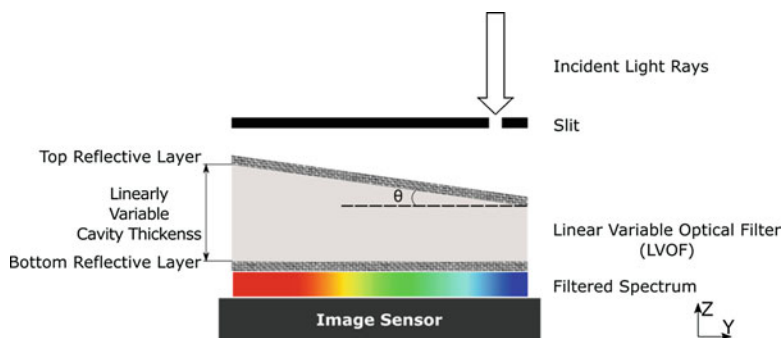 Incident Light Rays
Slit
Top Reflective Layer
θ
Linearly
Variable
Cavity Thickenss
Linear Variable Optical Filter
(LVOF)
Bottom Reflective Layer
Filtered Spectrum
Image Sensor
Z
Y